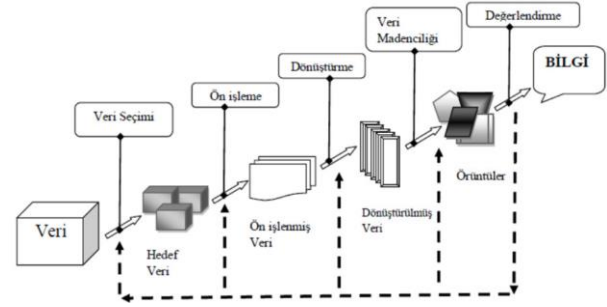 Değerlendirme
Veri
Madenciliği
BİLGİ
Dönüştürme
Ön işleme
Veri Seçimi
Örüntüler
Dönüştürülmüş
Veri
Ön işlenmiş
Veri
Veri
Hedef
Veri